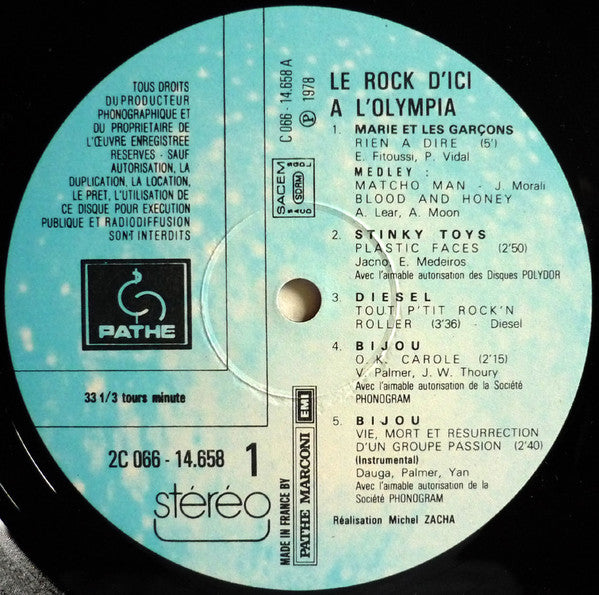 TOUS DROITS
DU PRODUCTEUR
PHONOGRAPHIQUE ET
DU PROPRIETAIRE DE
L'ŒUVRE ENREGISTREE
RESERVES - SAUF
AUTORISATION, LA
DUPLICATION, LA LOCATION,
LE PRET, L'UTILISATION DE
CE DISQUE POUR EXECUTION
PUBLIQUE ET RADIODIFFUSION
SONT INTERDITS
PATHE
33 1/3 tours minute
2C 066 - 14.658 1
stéréo
C 066 - 14.658 A
℗ 1978
SACEM
SDRM
SACD
SGDL
MADE IN FRANCE BY
PATHE MARCONI EMI
LE ROCK D'ICI
A L'OLYMPIA
1. MARIE ET LES GARÇONS
RIEN A DIRE (5')
E. Fitoussi, P. Vidal
MEDLEY :
MATCHO MAN - J. Morali
BLOOD AND HONEY
A. Lear, A. Moon
2. STINKY TOYS
PLASTIC FACES (2'50)
Jacno, E. Medeiros
Avec l'aimable autorisation des Disques POLYDOR
3. DIESEL
TOUT P'TIT ROCK'N
ROLLER (3'36) - Diesel
4. BIJOU
O.K. CAROLE (2'15)
V. Palmer, J.W. Thoury
Avec l'aimable autorisation de la Société
PHONOGRAM
5. BIJOU
VIE, MORT ET RESURRECTION
D'UN GROUPE PASSION (2'40)
(Instrumental)
Dauga, Palmer, Yan
Avec l'aimable autorisation de la
Société PHONOGRAM
Réalisation Michel ZACHA